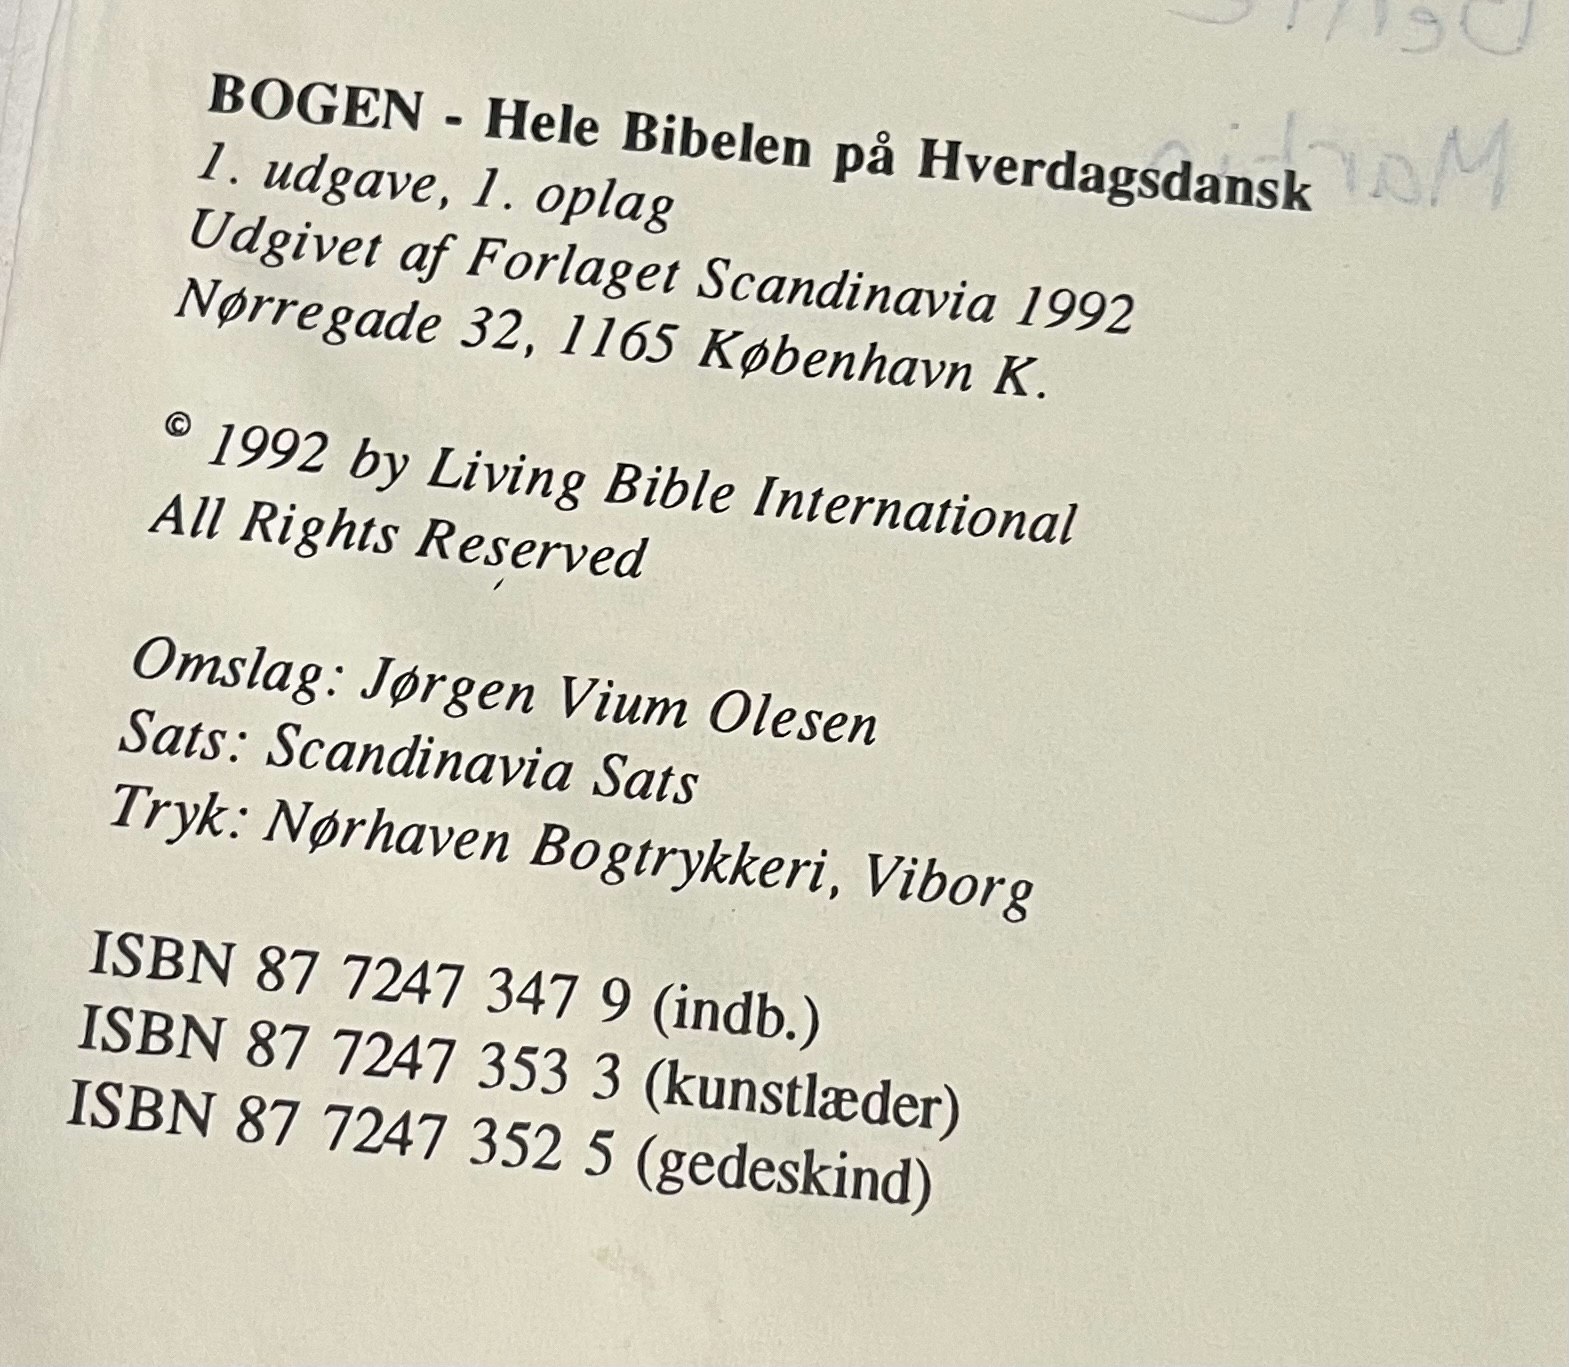 BOGEN - Hele Bibelen på Hverdagsdansk
1. udgave, 1. oplag
Udgivet af Forlaget Scandinavia 1992
Nørregade 32, 1165 København K.
© 1992 by Living Bible International
All Rights Reserved
Omslag: Jørgen Vium Olesen
Sats: Scandinavia Sats
Tryk: Nørhaven Bogtrykkeri, Viborg
ISBN 87 7247 347 9 (indb.)
ISBN 87 7247 353 3 (kunstlæder)
ISBN 87 7247 352 5 (gedeskind)